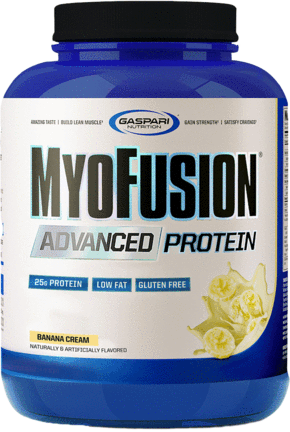 GASPARI
NUTRITION
AMAZING TASTE | BUILD LEAN MUSCLE† GAIN STRENGTH† | SATISFY CRAVINGS†
MYOFUSION®
ADVANCED PROTEIN
25g PROTEIN LOW FAT GLUTEN FREE
BANANA CREAM
NATURALLY & ARTIFICIALLY FLAVORED